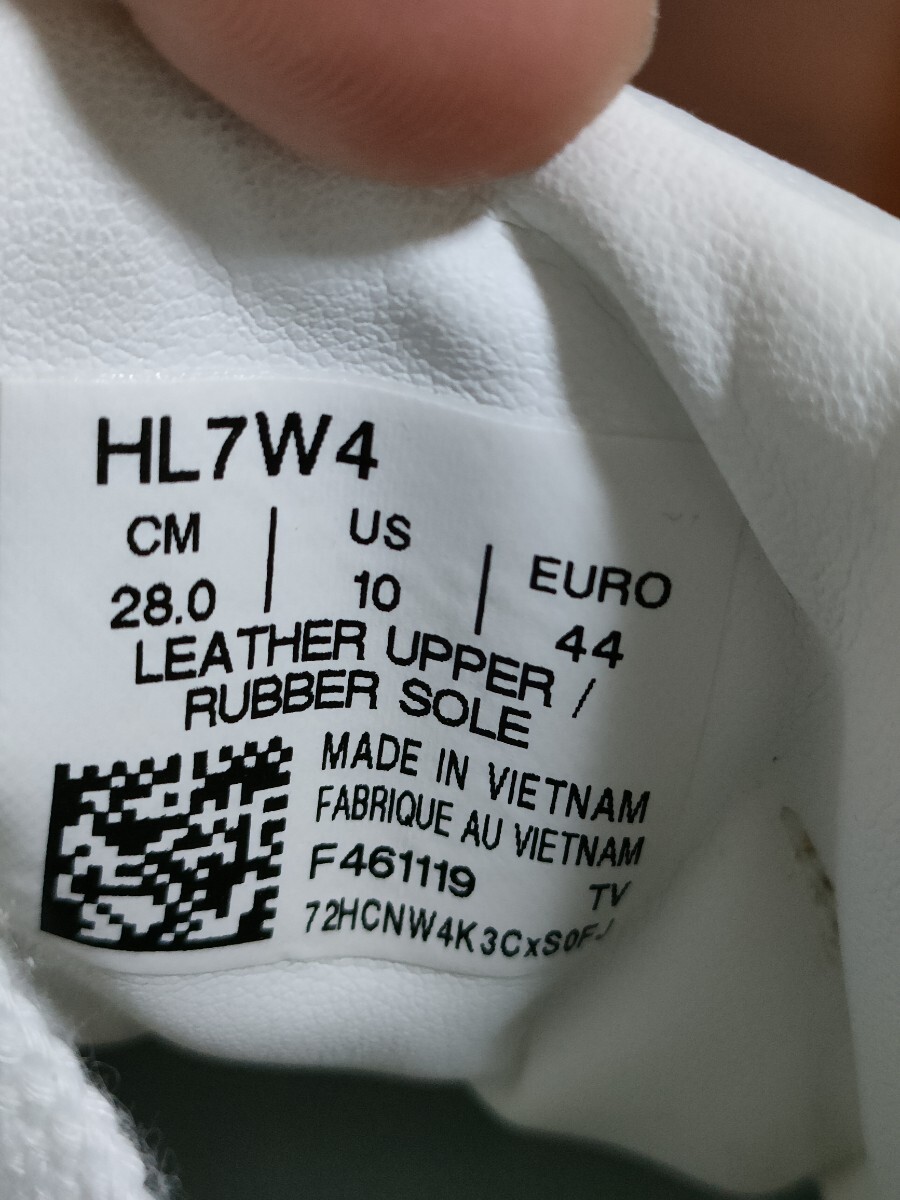 HL7W4
CM | US | EURO
28.0 | 10 | 44
LEATHER UPPER /
RUBBER SOLE
MADE IN VIETNAM
FABRIQUE AU VIETNAM
F461119 TV
72HCNW4K3CxS0FJ